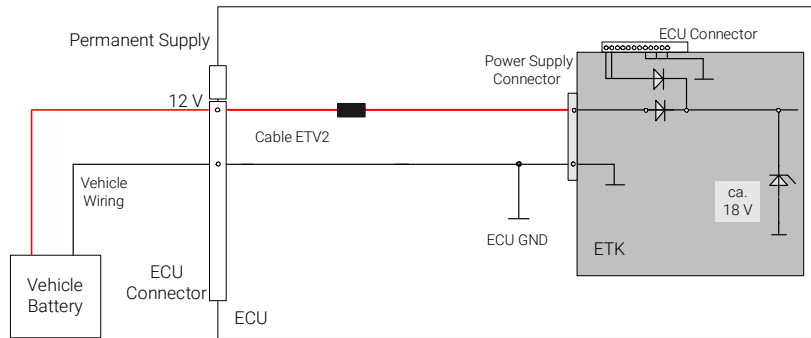 Permanent Supply
ECU Connector
Power Supply
Connector
12 V
Cable ETV2
Vehicle
Wiring
ca.
18 V
ECU GND
ETK
Vehicle
Battery
ECU
Connector
ECU